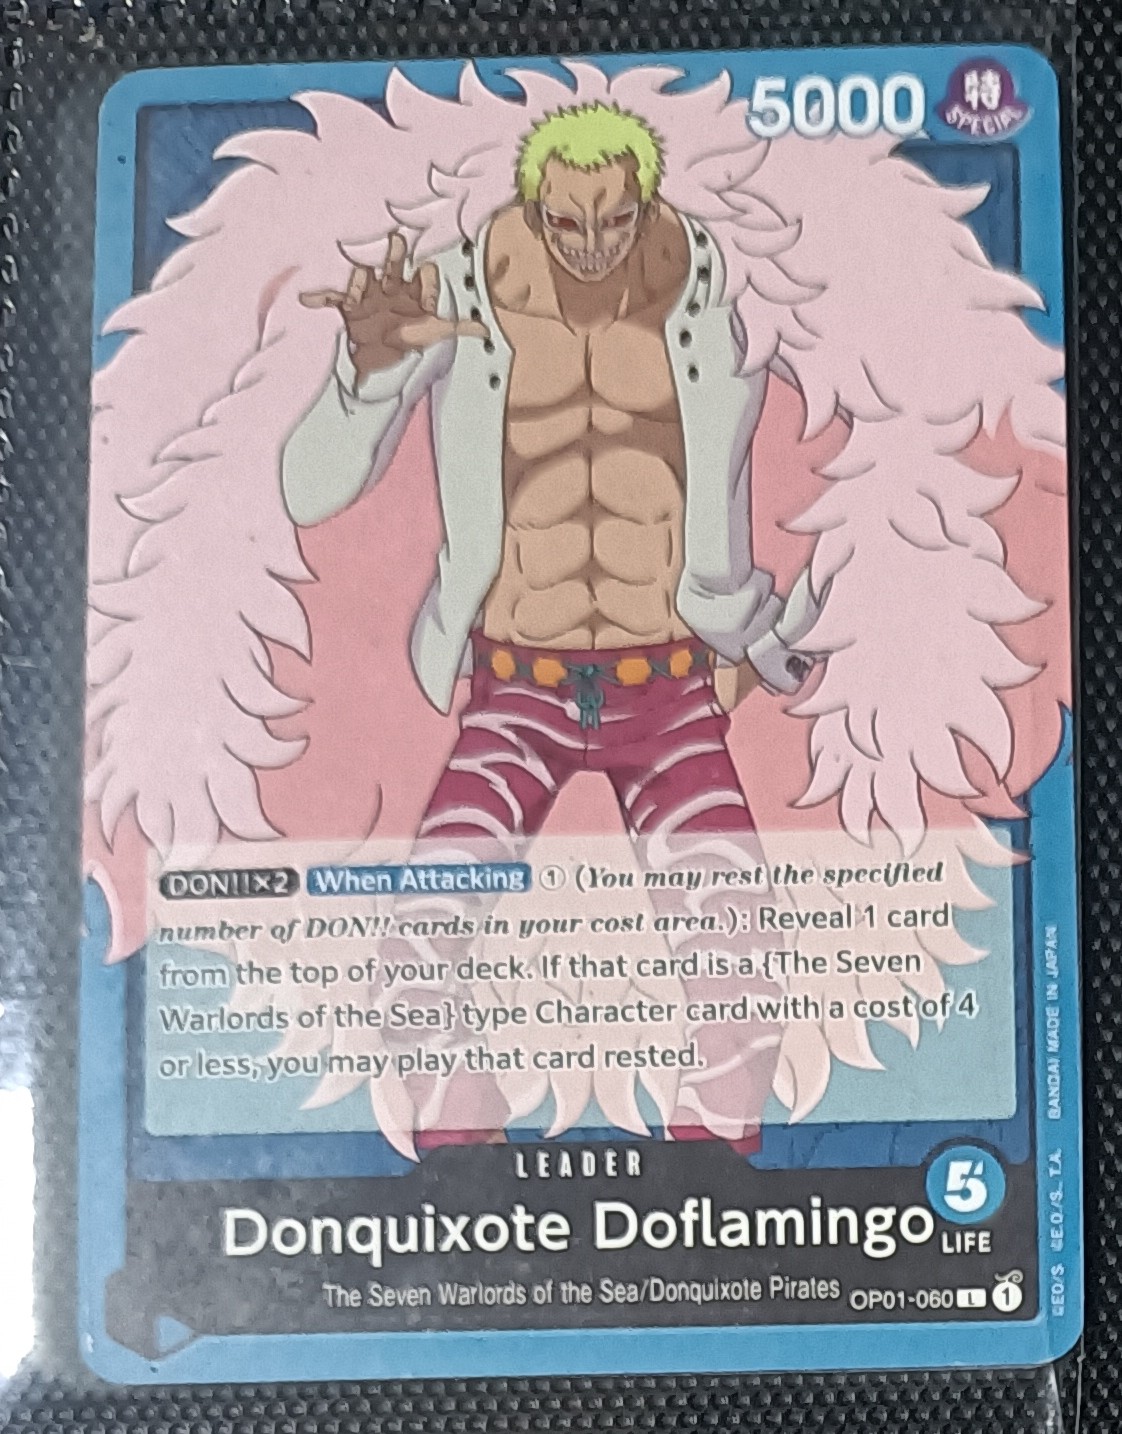 5000
特
SPECIAL
DON!!×2 When Attacking ① (You may rest the specified
number of DON!! cards in your cost area.): Reveal 1 card
from the top of your deck. If that card is a {The Seven
Warlords of the Sea} type Character card with a cost of 4
or less, you may play that card rested.
LEADER
5
Donquixote Doflamingo
LIFE
The Seven Warlords of the Sea/Donquixote Pirates
OP01-060 L 1
©E.O/S. ©E.O./S., T.A. BANDAI MADE IN JAPAN